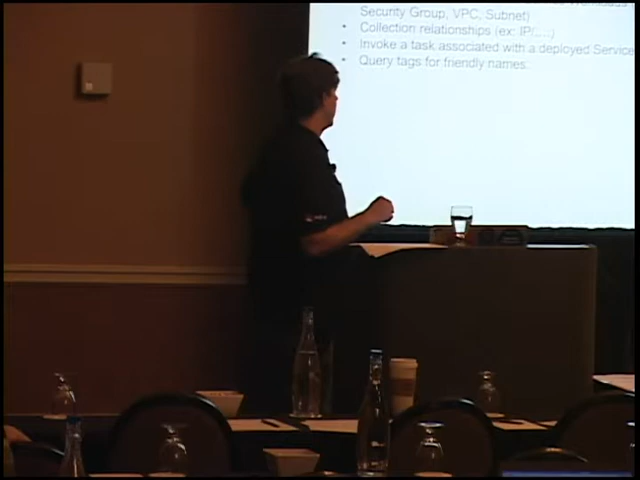 Security Group, VPC, Subnet)
• Collection relationships (ex: IP/,...)
• Invoke a task associated with a deployed Service
• Query tags for friendly names.